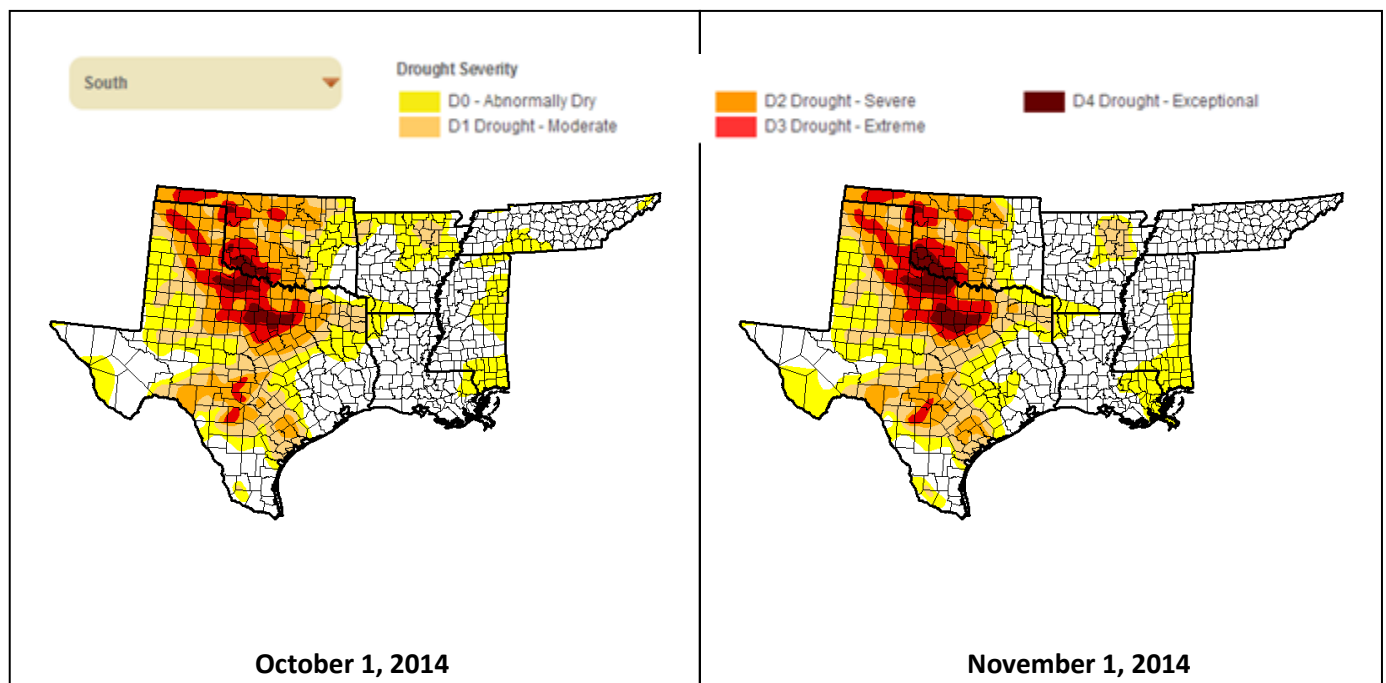 South
Drought Severity
D0 - Abnormally Dry
D1 Drought - Moderate
D2 Drought - Severe
D3 Drought - Extreme
D4 Drought - Exceptional
October 1, 2014
November 1, 2014